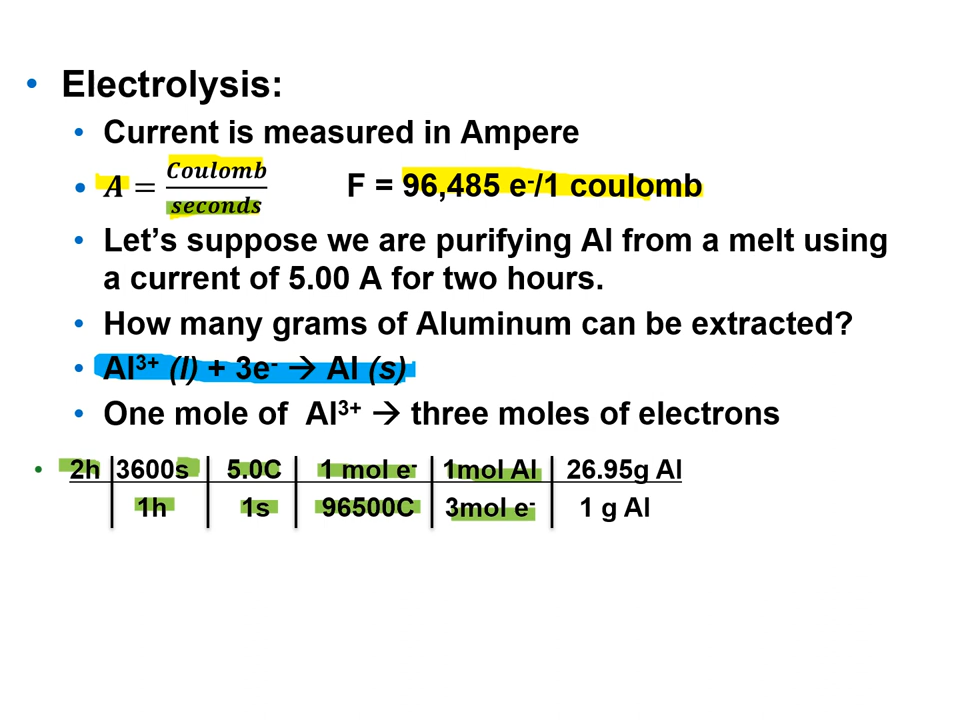 • Electrolysis:
• Current is measured in Ampere
• A = Coulomb/seconds F = 96,485 e⁻/1 coulomb
• Let's suppose we are purifying Al from a melt using
a current of 5.00 A for two hours.
• How many grams of Aluminum can be extracted?
• Al³⁺ (l) + 3e⁻ → Al (s)
• One mole of Al³⁺ → three moles of electrons
• 2h 3600s 5.0C 1 mol e⁻ 1mol Al 26.95g Al
1h 1s 96500C 3mol e⁻ 1 g Al